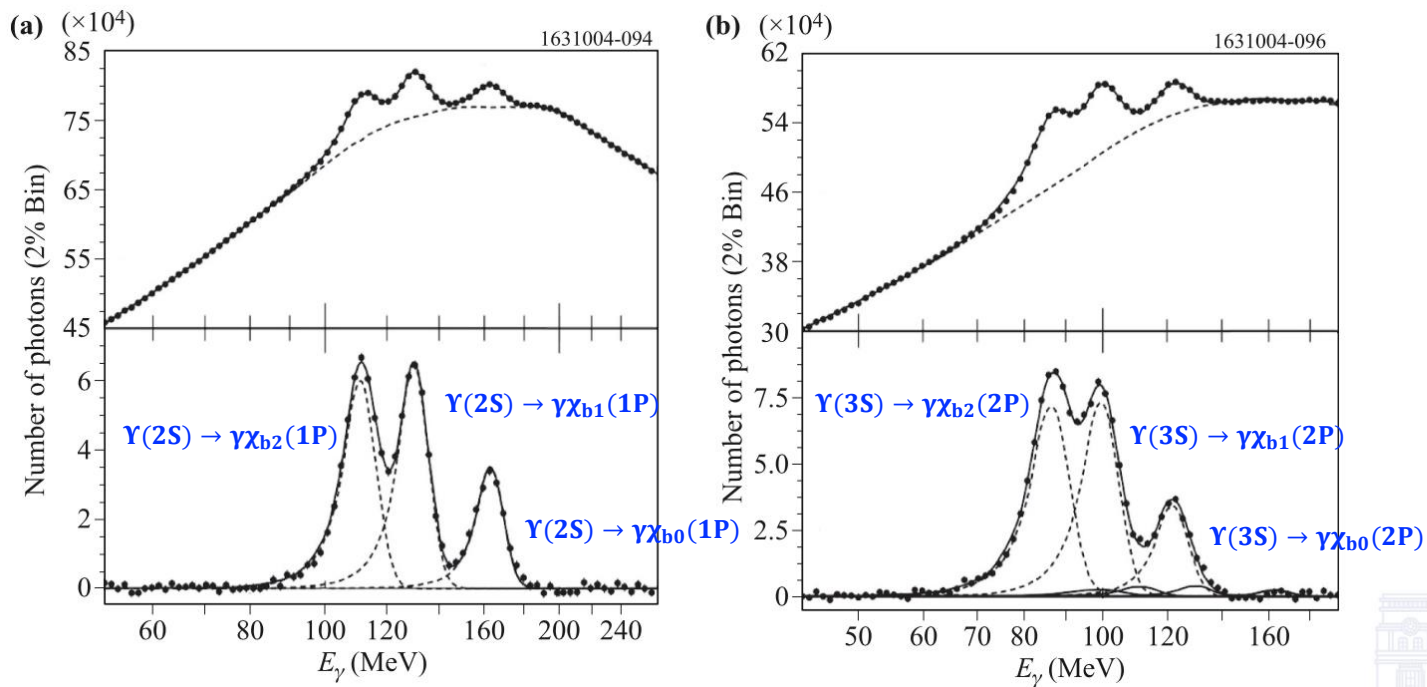 (a) (×10⁴)
1631004-094
85
75
65
55
45
6
4
2
0
Number of photons (2% Bin)
ϒ(2S) → γχb1(1P)
ϒ(2S) → γχb2(1P)
ϒ(2S) → γχb0(1P)
60 100 120 160 200 240
Eγ (MeV)
(b) (×10⁴)
1631004-096
62
54
46
38
30
7.5
5.0
2.5
0
Number of photons (2% Bin)
ϒ(3S) → γχb2(2P)
ϒ(3S) → γχb1(2P)
ϒ(3S) → γχb0(2P)
50 60 70 80 100 120 160
Eγ (MeV)